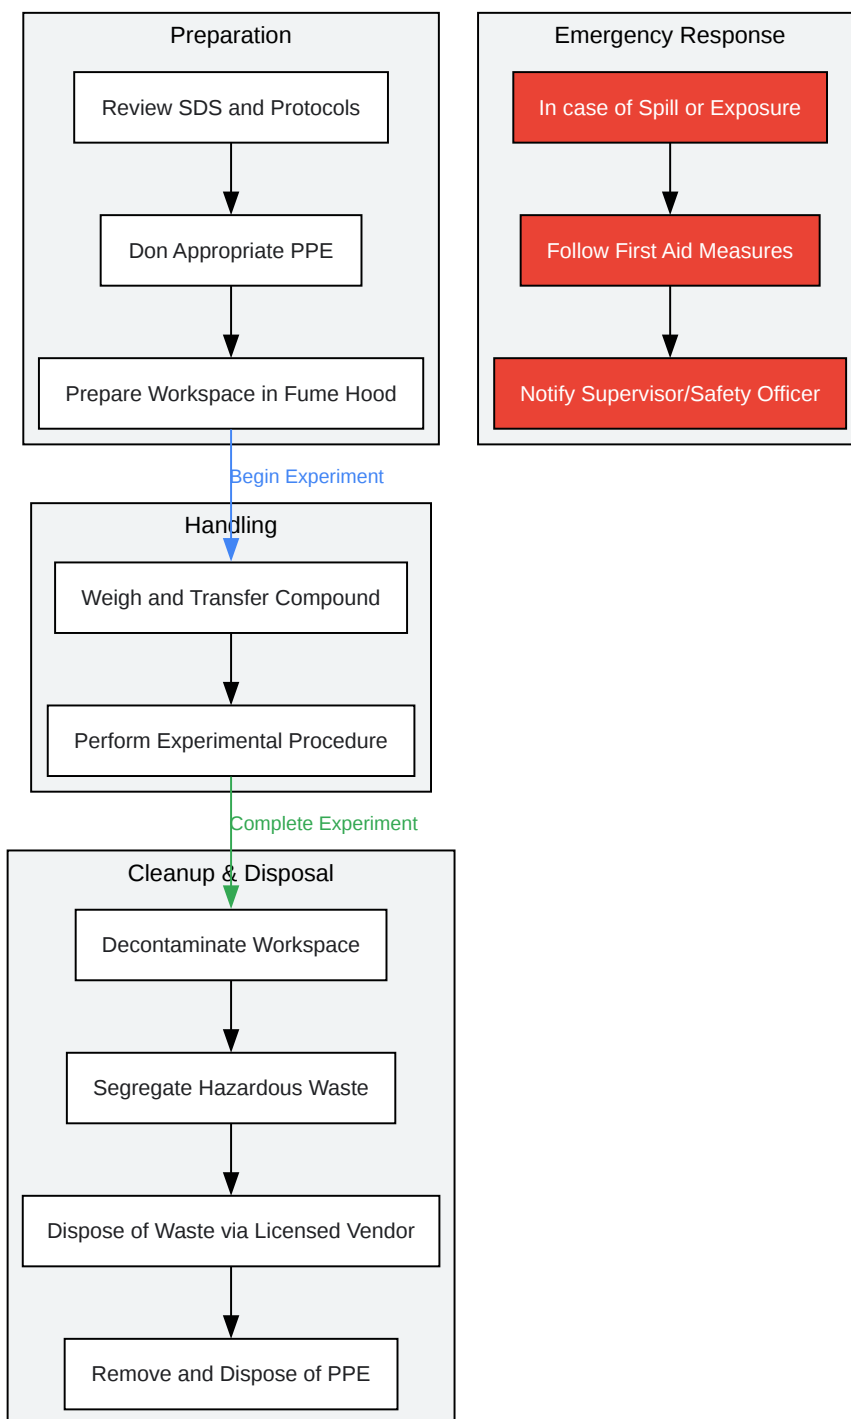 Preparation
Review SDS and Protocols
Don Appropriate PPE
Prepare Workspace in Fume Hood
Begin Experiment
Handling
Weigh and Transfer Compound
Perform Experimental Procedure
Complete Experiment
Cleanup & Disposal
Decontaminate Workspace
Segregate Hazardous Waste
Dispose of Waste via Licensed Vendor
Remove and Dispose of PPE
Emergency Response
In case of Spill or Exposure
Follow First Aid Measures
Notify Supervisor/Safety Officer